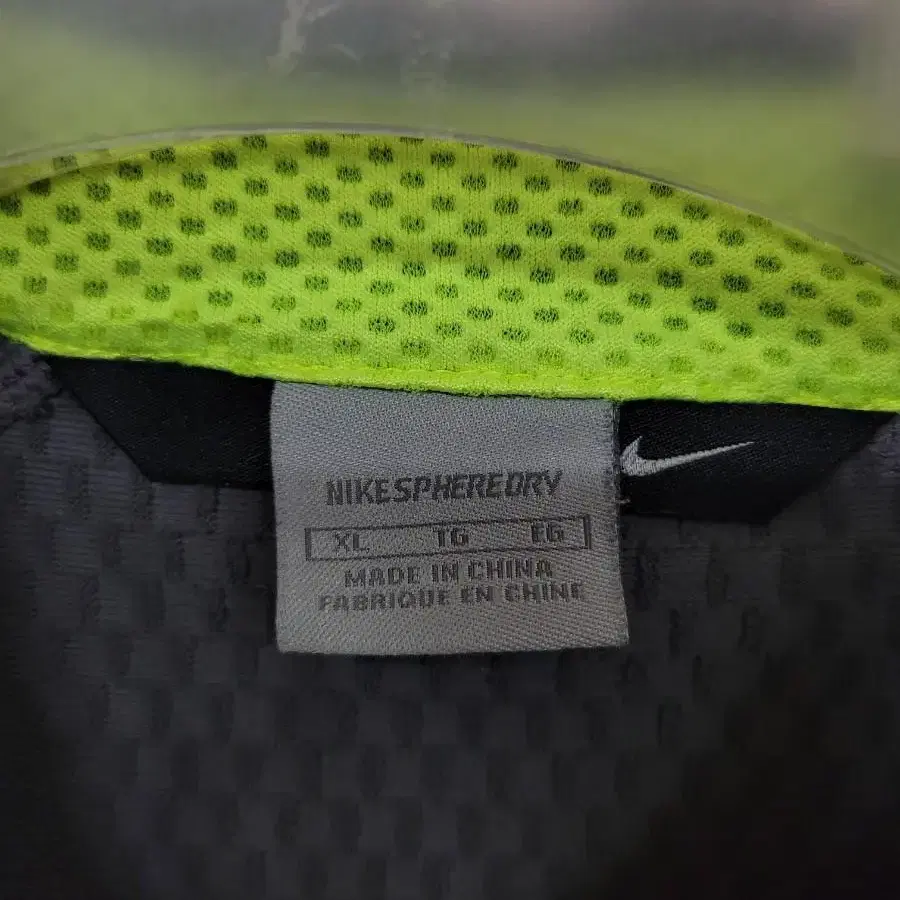 NIKESPHEREDRY
XL TG EG
MADE IN CHINA
FABRIQUE EN CHINE